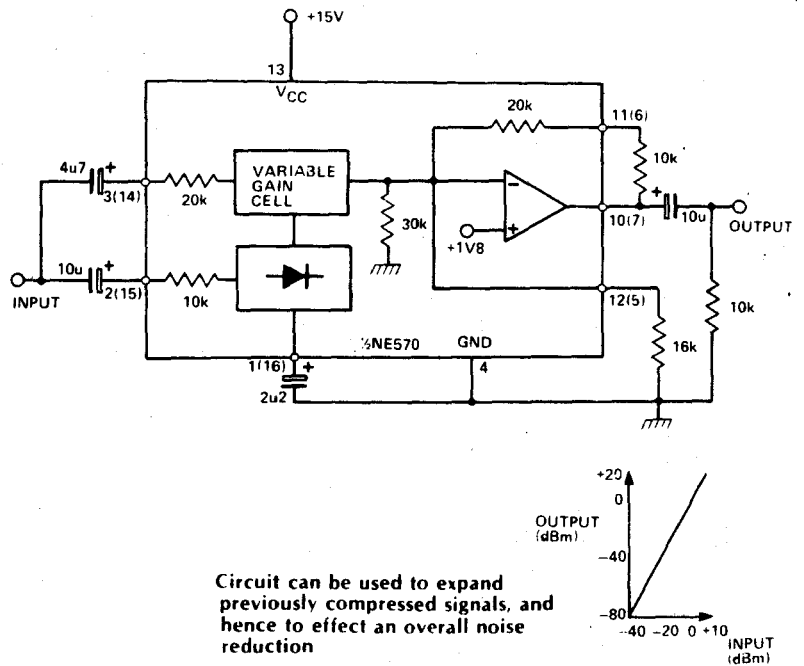 +15V
13
VCC
20k
11(6)
4u7
+
3(14)
20k
VARIABLE
GAIN
CELL
10k
+
30k
−
+
+1V8
10(7)
10u
OUTPUT
10u
+
2(15)
INPUT
10k
12(5)
16k
10k
1(16)
+
½NE570
GND
4
2u2
+20
0
OUTPUT
(dBm)
−40
−80
−40 −20 0 +10
INPUT
(dBm)
Circuit can be used to expand
previously compressed signals, and
hence to effect an overall noise
reduction